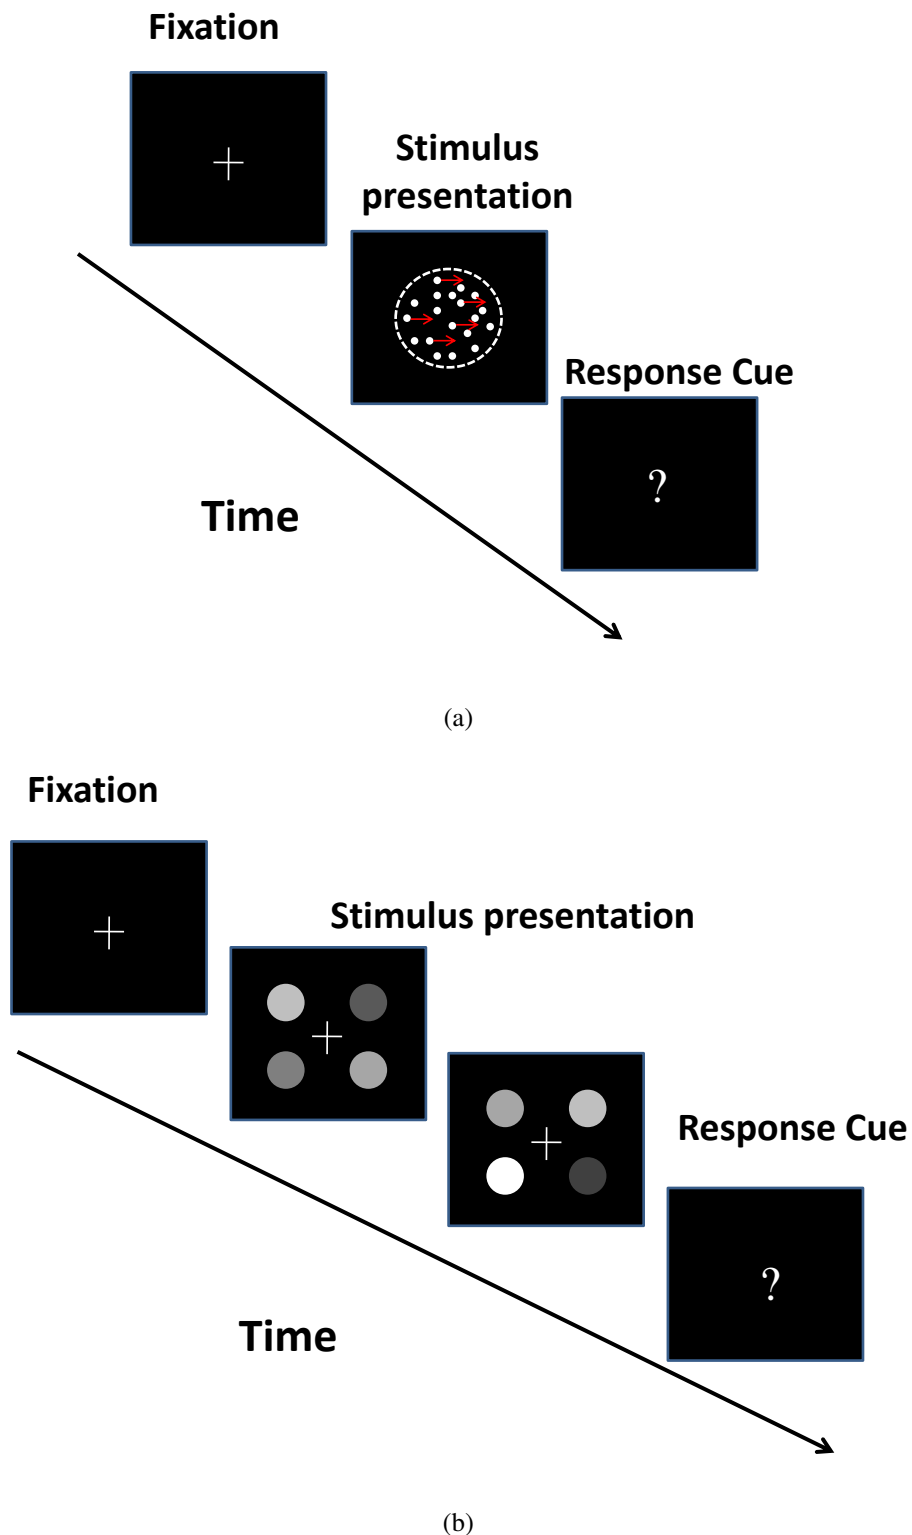 Fixation
Stimulus
presentation
Response Cue
?
Time
(a)
Fixation
Stimulus presentation
Response Cue
?
Time
(b)